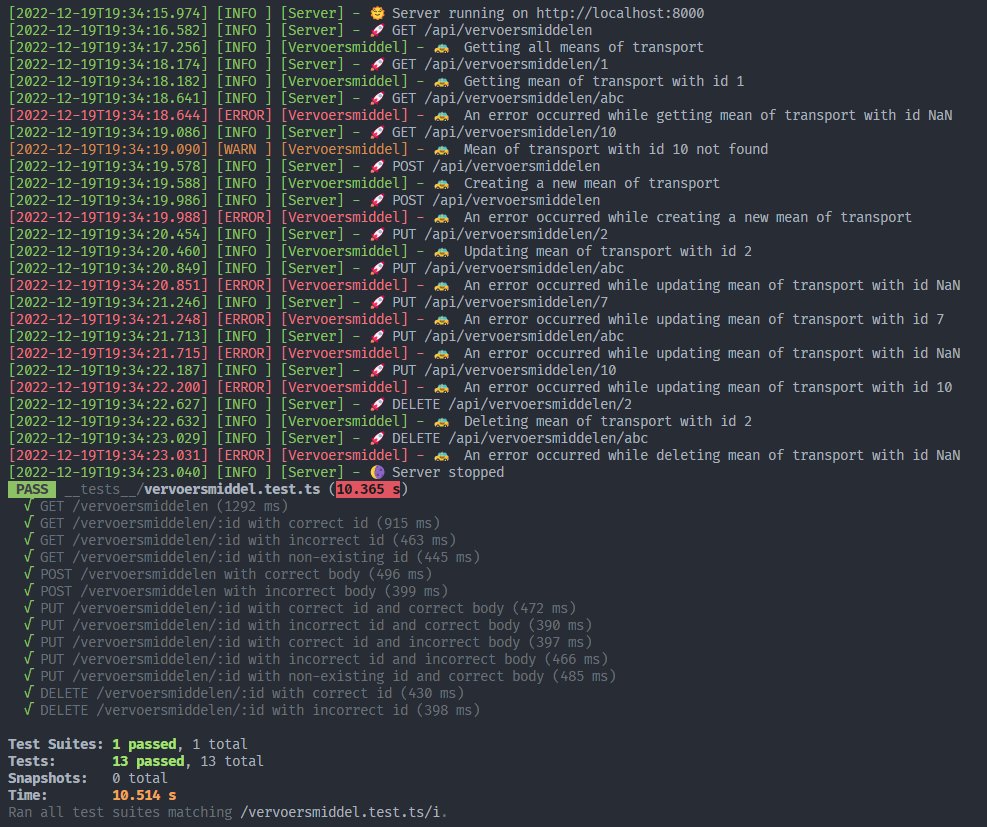 [2022-12-19T19:34:15.974] [INFO ] [Server] - 🌞 Server running on http://localhost:8000
[2022-12-19T19:34:16.582] [INFO ] [Server] - 🚀 GET /api/vervoersmiddelen
[2022-12-19T19:34:17.256] [INFO ] [Vervoersmiddel] - 🚕 Getting all means of transport
[2022-12-19T19:34:18.174] [INFO ] [Server] - 🚀 GET /api/vervoersmiddelen/1
[2022-12-19T19:34:18.182] [INFO ] [Vervoersmiddel] - 🚕 Getting mean of transport with id 1
[2022-12-19T19:34:18.641] [INFO ] [Server] - 🚀 GET /api/vervoersmiddelen/abc
[2022-12-19T19:34:18.644] [ERROR] [Vervoersmiddel] - 🚕 An error occurred while getting mean of transport with id NaN
[2022-12-19T19:34:19.086] [INFO ] [Server] - 🚀 GET /api/vervoersmiddelen/10
[2022-12-19T19:34:19.090] [WARN ] [Vervoersmiddel] - 🚕 Mean of transport with id 10 not found
[2022-12-19T19:34:19.578] [INFO ] [Server] - 🚀 POST /api/vervoersmiddelen
[2022-12-19T19:34:19.588] [INFO ] [Vervoersmiddel] - 🚕 Creating a new mean of transport
[2022-12-19T19:34:19.986] [INFO ] [Server] - 🚀 POST /api/vervoersmiddelen
[2022-12-19T19:34:19.988] [ERROR] [Vervoersmiddel] - 🚕 An error occurred while creating a new mean of transport
[2022-12-19T19:34:20.454] [INFO ] [Server] - 🚀 PUT /api/vervoersmiddelen/2
[2022-12-19T19:34:20.460] [INFO ] [Vervoersmiddel] - 🚕 Updating mean of transport with id 2
[2022-12-19T19:34:20.849] [INFO ] [Server] - 🚀 PUT /api/vervoersmiddelen/abc
[2022-12-19T19:34:20.851] [ERROR] [Vervoersmiddel] - 🚕 An error occurred while updating mean of transport with id NaN
[2022-12-19T19:34:21.246] [INFO ] [Server] - 🚀 PUT /api/vervoersmiddelen/7
[2022-12-19T19:34:21.248] [ERROR] [Vervoersmiddel] - 🚕 An error occurred while updating mean of transport with id 7
[2022-12-19T19:34:21.713] [INFO ] [Server] - 🚀 PUT /api/vervoersmiddelen/abc
[2022-12-19T19:34:21.715] [ERROR] [Vervoersmiddel] - 🚕 An error occurred while updating mean of transport with id NaN
[2022-12-19T19:34:22.187] [INFO ] [Server] - 🚀 PUT /api/vervoersmiddelen/10
[2022-12-19T19:34:22.200] [ERROR] [Vervoersmiddel] - 🚕 An error occurred while updating mean of transport with id 10
[2022-12-19T19:34:22.627] [INFO ] [Server] - 🚀 DELETE /api/vervoersmiddelen/2
[2022-12-19T19:34:22.632] [INFO ] [Vervoersmiddel] - 🚕 Deleting mean of transport with id 2
[2022-12-19T19:34:23.029] [INFO ] [Server] - 🚀 DELETE /api/vervoersmiddelen/abc
[2022-12-19T19:34:23.031] [ERROR] [Vervoersmiddel] - 🚕 An error occurred while deleting mean of transport with id NaN
[2022-12-19T19:34:23.040] [INFO ] [Server] - 🌘 Server stopped
PASS __tests__/vervoersmiddel.test.ts (10.365 s)
√ GET /vervoersmiddelen (1292 ms)
√ GET /vervoersmiddelen/:id with correct id (915 ms)
√ GET /vervoersmiddelen/:id with incorrect id (463 ms)
√ GET /vervoersmiddelen/:id with non-existing id (445 ms)
√ POST /vervoersmiddelen with correct body (496 ms)
√ POST /vervoersmiddelen with incorrect body (399 ms)
√ PUT /vervoersmiddelen/:id with correct id and correct body (472 ms)
√ PUT /vervoersmiddelen/:id with incorrect id and correct body (390 ms)
√ PUT /vervoersmiddelen/:id with correct id and incorrect body (397 ms)
√ PUT /vervoersmiddelen/:id with incorrect id and incorrect body (466 ms)
√ PUT /vervoersmiddelen/:id with non-existing id and correct body (485 ms)
√ DELETE /vervoersmiddelen/:id with correct id (430 ms)
√ DELETE /vervoersmiddelen/:id with incorrect id (398 ms)
Test Suites: 1 passed, 1 total
Tests: 13 passed, 13 total
Snapshots: 0 total
Time: 10.514 s
Ran all test suites matching /vervoersmiddel.test.ts/i.